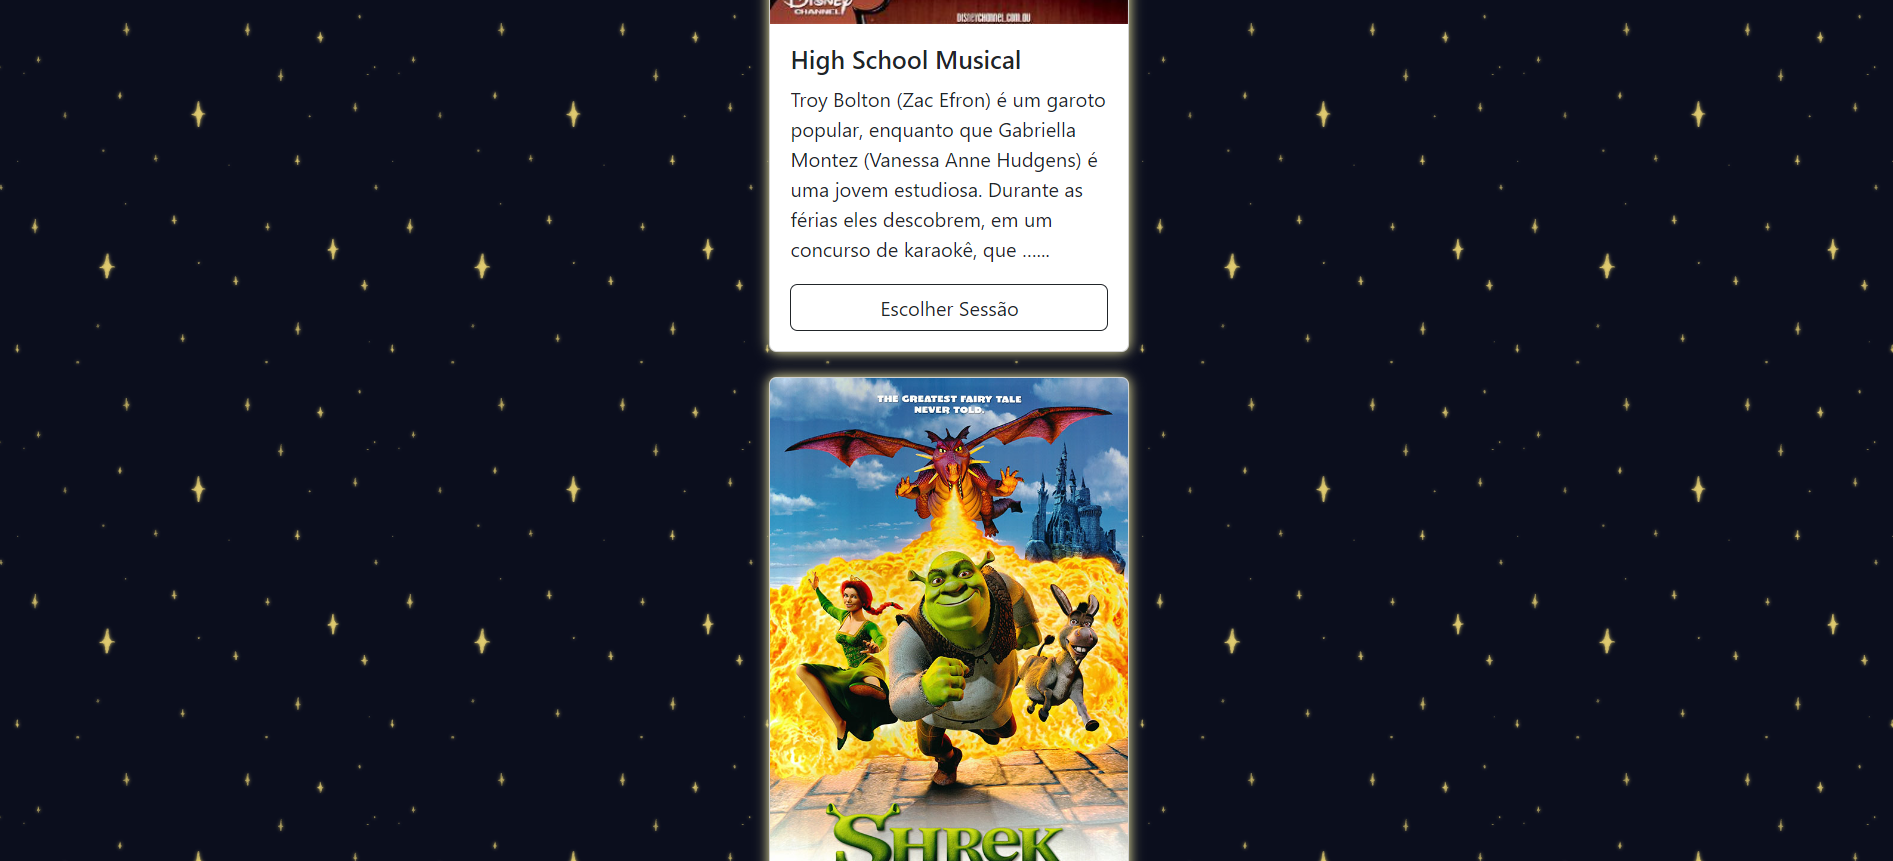 Disney
CHANNEL
DISNEYCHANNEL.COM.AU
High School Musical
Troy Bolton (Zac Efron) é um garoto
popular, enquanto que Gabriella
Montez (Vanessa Anne Hudgens) é
uma jovem estudiosa. Durante as
férias eles descobrem, em um
concurso de karaokê, que ......
Escolher Sessão
THE GREATEST FAIRY TALE
NEVER TOLD.
SHREK